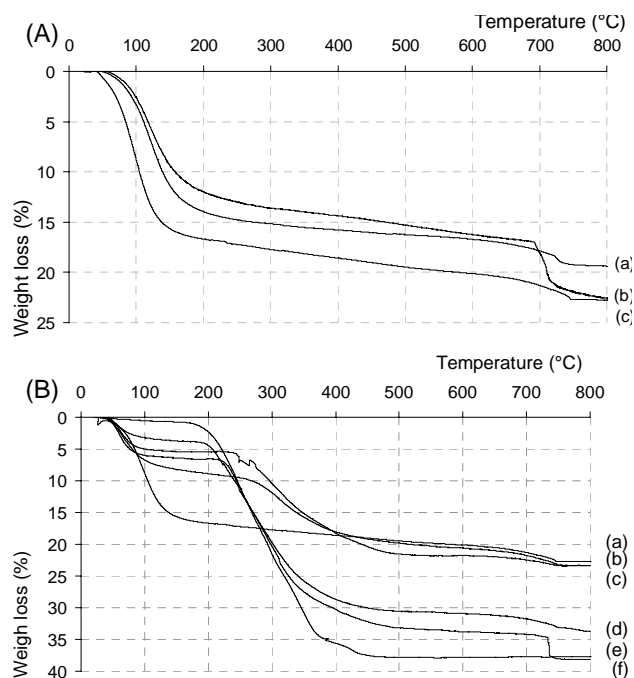 Temperature (°C)
(A)
0 100 200 300 400 500 600 700 800
0
5
10
15
20
25
Weight loss (%)
(a)
(b)
(c)
Temperature (°C)
(B)
0 100 200 300 400 500 600 700 800
0
5
10
15
20
25
30
35
40
Weigh loss (%)
(a)
(b)
(c)
(d)
(e)
(f)